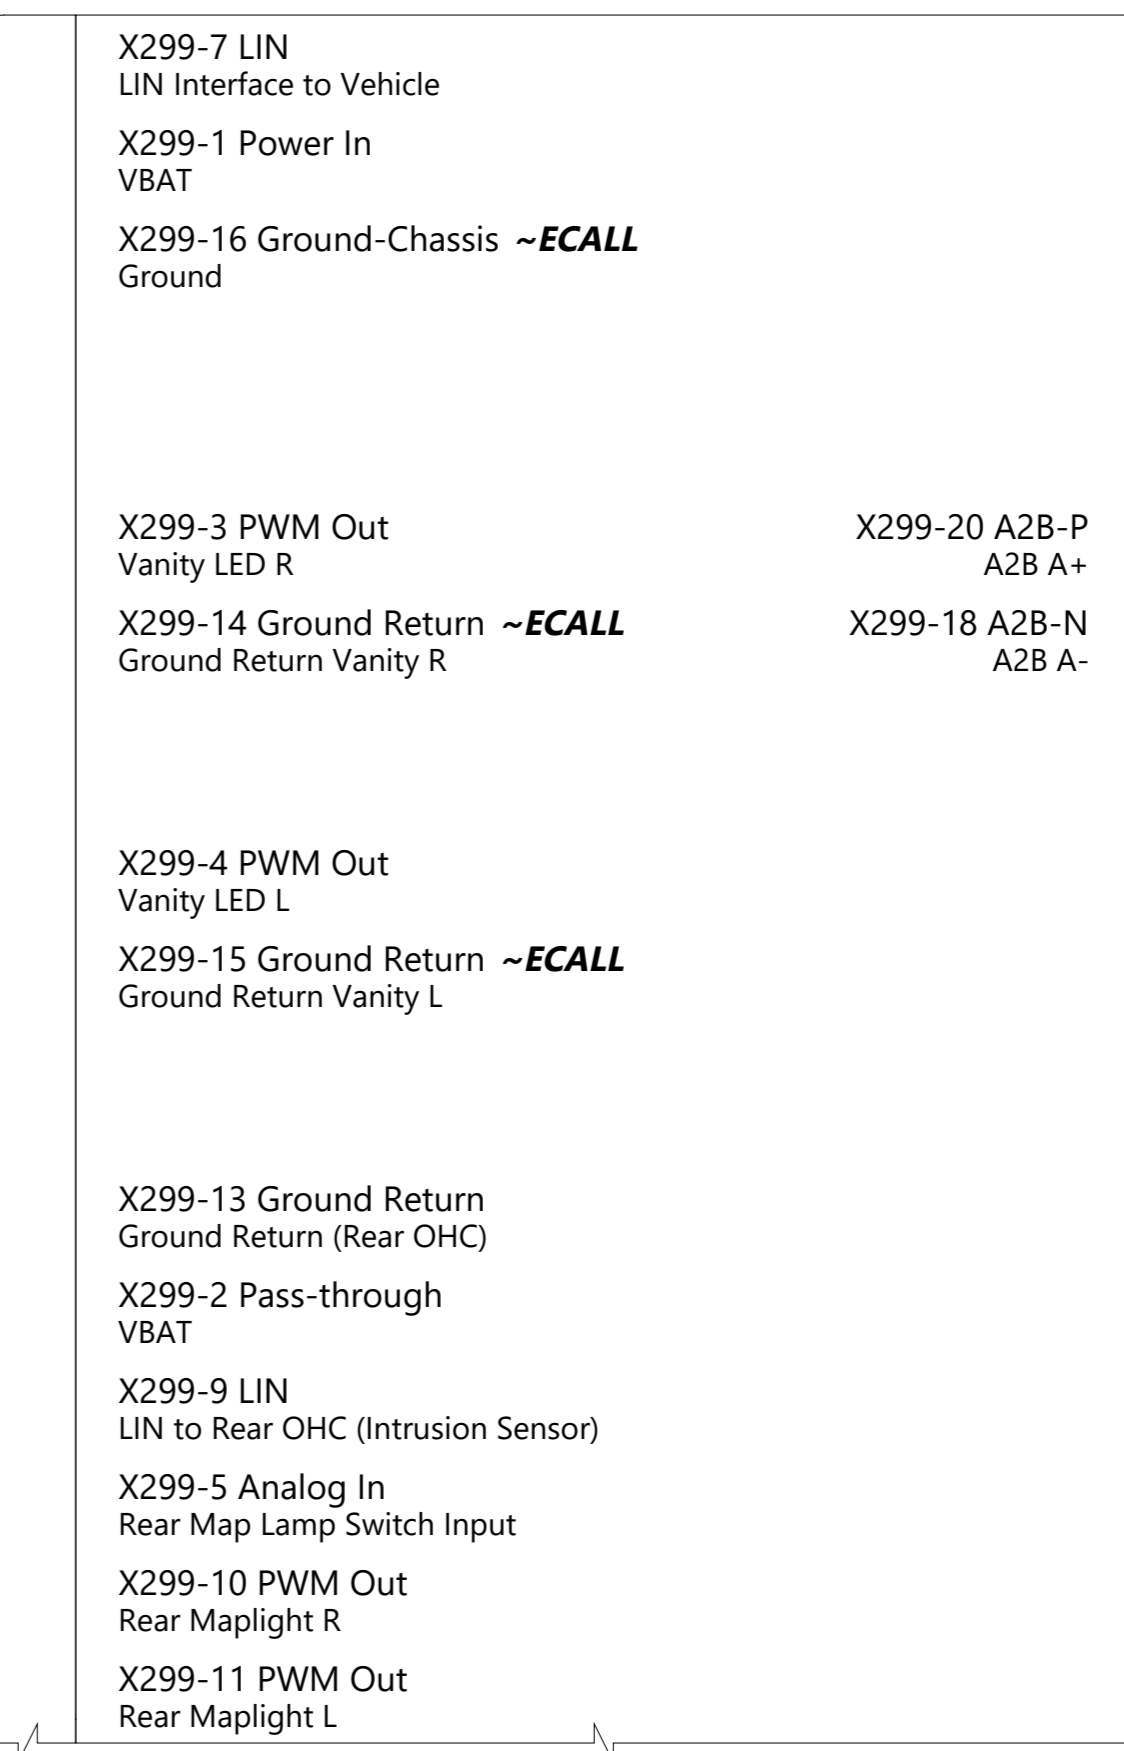 X299-7 LIN
LIN Interface to Vehicle
X299-1 Power In
VBAT
X299-16 Ground-Chassis ~ECALL
Ground
X299-3 PWM Out
Vanity LED R
X299-14 Ground Return ~ECALL
Ground Return Vanity R
X299-20 A2B-P
A2B A+
X299-18 A2B-N
A2B A-
X299-4 PWM Out
Vanity LED L
X299-15 Ground Return ~ECALL
Ground Return Vanity L
X299-13 Ground Return
Ground Return (Rear OHC)
X299-2 Pass-through
VBAT
X299-9 LIN
LIN to Rear OHC (Intrusion Sensor)
X299-5 Analog In
Rear Map Lamp Switch Input
X299-10 PWM Out
Rear Maplight R
X299-11 PWM Out
Rear Maplight L